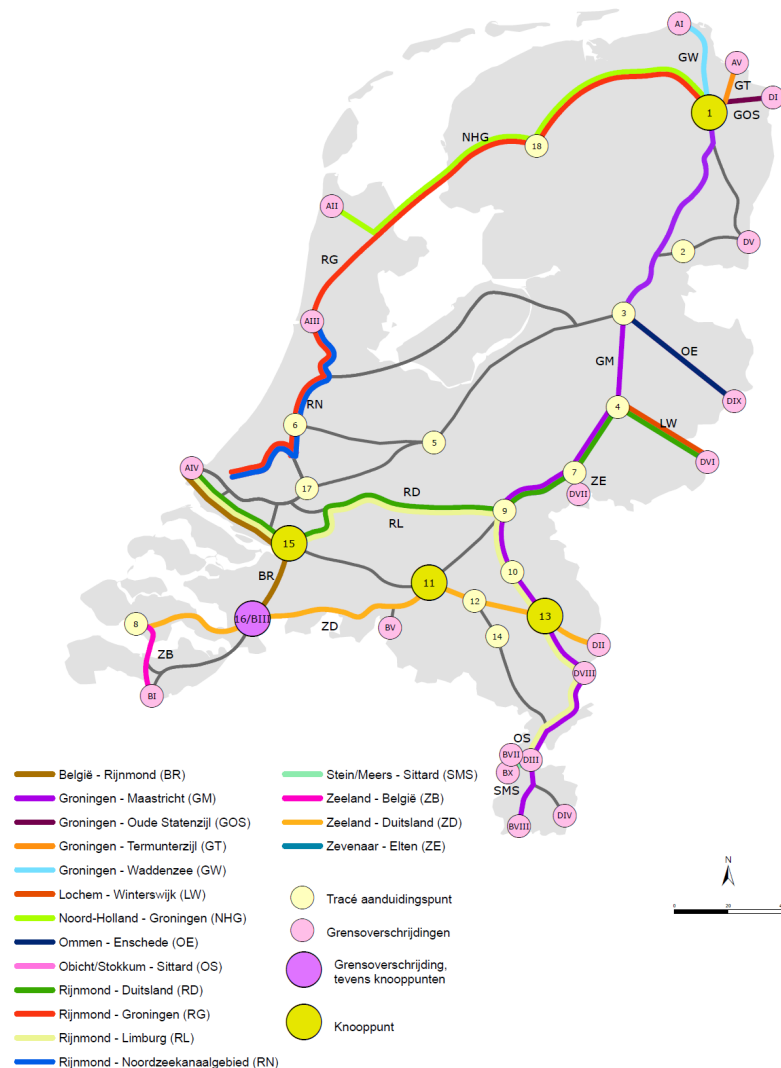 AI
GW
AV
GT
DI
1
GOS
NHG
18
AII
RG
2
DV
AIII
3
OE
GM
DIX
RN
4
LW
6
5
DVI
AIV
17
RD
7
ZE
DVII
RL
9
15
BR
10
11
12
13
8
16/BIII
ZD
BV
14
DII
ZB
DVIII
BI
OS
BVII
DIII
BX
SMS
BVIII
DIV
België - Rijnmond (BR)
Groningen - Maastricht (GM)
Groningen - Oude Statenzijl (GOS)
Groningen - Termunterzijl (GT)
Groningen - Waddenzee (GW)
Lochem - Winterswijk (LW)
Noord-Holland - Groningen (NHG)
Ommen - Enschede (OE)
Obicht/Stokkum - Sittard (OS)
Rijnmond - Duitsland (RD)
Rijnmond - Groningen (RG)
Rijnmond - Limburg (RL)
Rijnmond - Noordzeekanaalgebied (RN)
Stein/Meers - Sittard (SMS)
Zeeland - België (ZB)
Zeeland - Duitsland (ZD)
Zevenaar - Elten (ZE)
Tracé aanduidingspunt
Grensoverschrijdingen
Grensoverschrijding,
tevens knooppunten
Knooppunt
N